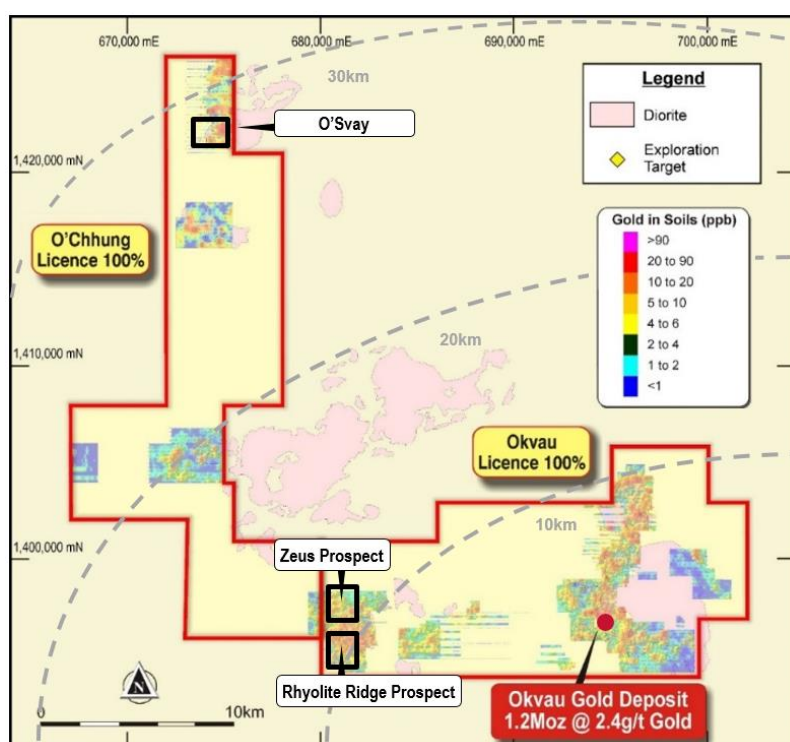 670,000 mE
680,000 mE
690,000 mE
700,000 mE
30km
O'Svay
Legend
Diorite
Exploration
Target
1,420,000 mN
O'Chhung
Licence 100%
Gold in Soils (ppb)
>90
20 to 90
10 to 20
5 to 10
4 to 6
2 to 4
1 to 2
<1
20km
1,410,000 mN
Okvau
Licence 100%
10km
1,400,000 mN
Zeus Prospect
Rhyolite Ridge Prospect
Okvau Gold Deposit
1.2Moz @ 2.4g/t Gold
N
0
10km